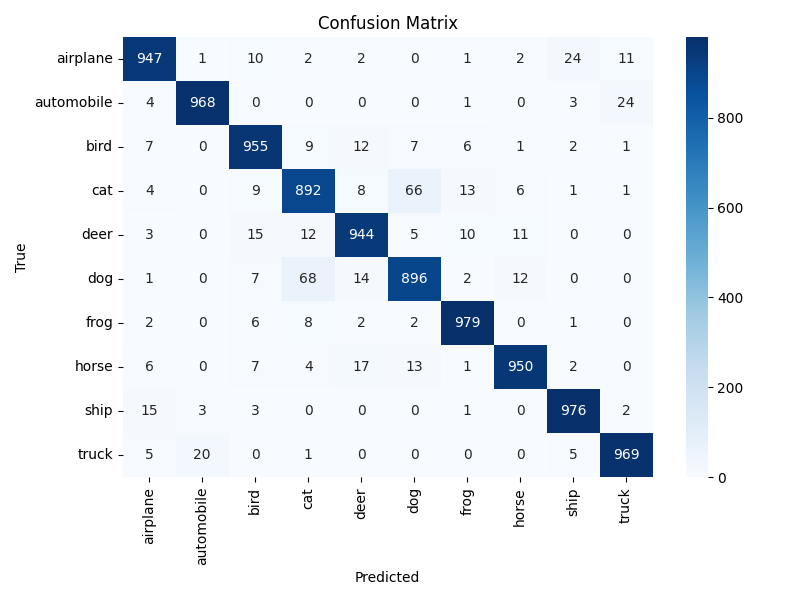 Confusion Matrix
airplane 947 1 10 2 2 0 1 2 24 11
automobile 4 968 0 0 0 0 1 0 3 24
bird 7 0 955 9 12 7 6 1 2 1
cat 4 0 9 892 8 66 13 6 1 1
deer 3 0 15 12 944 5 10 11 0 0
dog 1 0 7 68 14 896 2 12 0 0
frog 2 0 6 8 2 2 979 0 1 0
horse 6 0 7 4 17 13 1 950 2 0
ship 15 3 3 0 0 0 1 0 976 2
truck 5 20 0 1 0 0 0 0 5 969
True
airplane automobile bird cat deer dog frog horse ship truck
Predicted
800
600
400
200
0